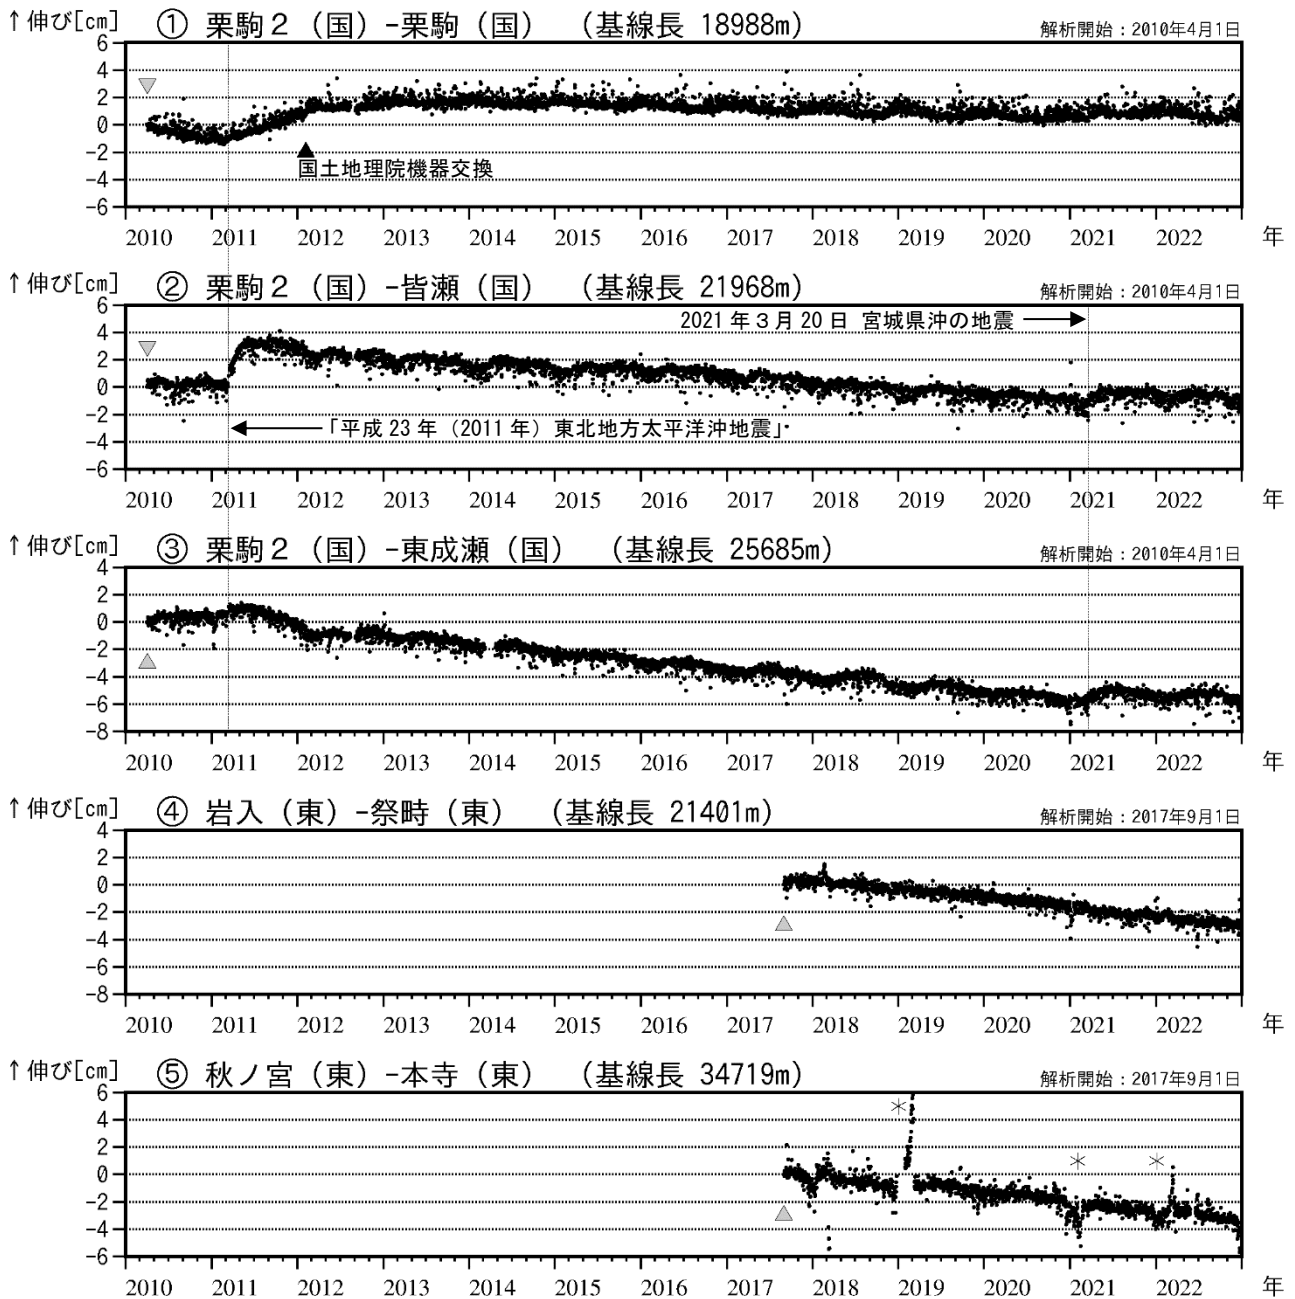 ↑伸び[cm] ① 栗駒２（国）-栗駒（国） （基線長 18988m） 解析開始：2010年4月1日
6
4
2
0
-2
国土地理院機器交換
-4
-6
2010 2011 2012 2013 2014 2015 2016 2017 2018 2019 2020 2021 2022 年
↑伸び[cm] ② 栗駒２（国）-皆瀬（国） （基線長 21968m） 解析開始：2010年4月1日
6
2021 年３月 20 日 宮城県沖の地震
4
2
0
-2
「平成 23 年（2011 年）東北地方太平洋沖地震」
-4
-6
2010 2011 2012 2013 2014 2015 2016 2017 2018 2019 2020 2021 2022 年
↑伸び[cm] ③ 栗駒２（国）-東成瀬（国） （基線長 25685m） 解析開始：2010年4月1日
4
2
0
-2
-4
-6
-8
2010 2011 2012 2013 2014 2015 2016 2017 2018 2019 2020 2021 2022 年
↑伸び[cm] ④ 岩入（東）-祭畤（東） （基線長 21401m） 解析開始：2017年9月1日
4
2
0
-2
-4
-6
-8
2010 2011 2012 2013 2014 2015 2016 2017 2018 2019 2020 2021 2022 年
↑伸び[cm] ⑤ 秋ノ宮（東）-本寺（東） （基線長 34719m） 解析開始：2017年9月1日
6
4
2
0
-2
-4
-6
2010 2011 2012 2013 2014 2015 2016 2017 2018 2019 2020 2021 2022 年